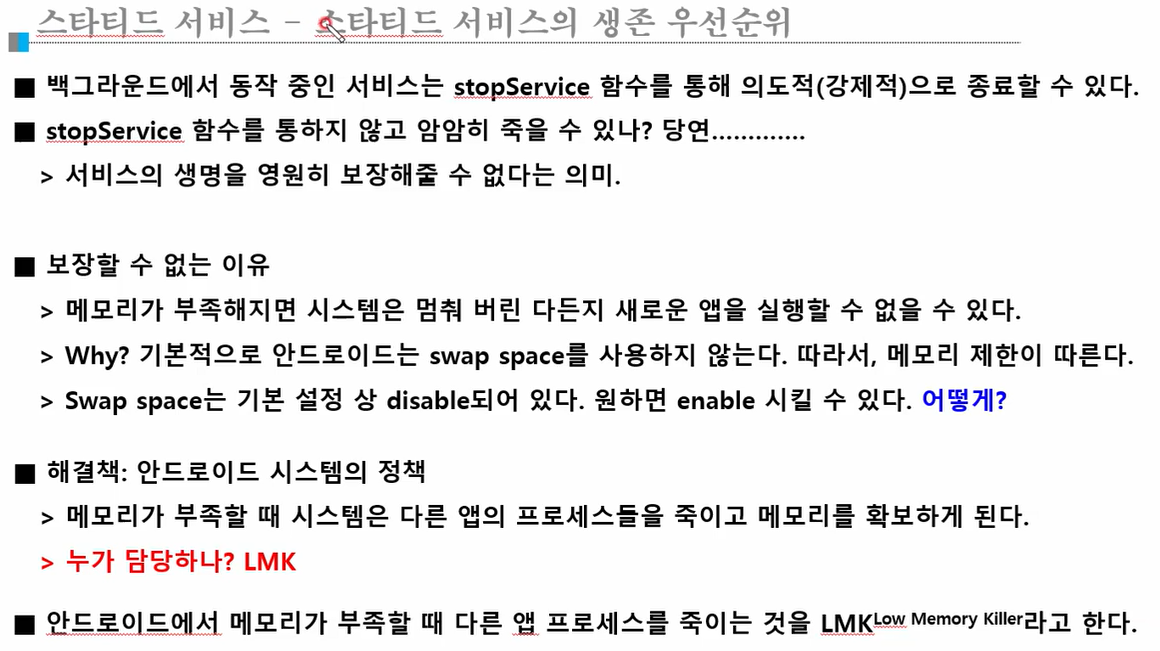 스타티드 서비스 - 스타티드 서비스의 생존 우선순위
■ 백그라운드에서 동작 중인 서비스는 stopService 함수를 통해 의도적(강제적)으로 종료할 수 있다.
■ stopService 함수를 통하지 않고 암암히 죽을 수 있나? 당연.............
> 서비스의 생명을 영원히 보장해줄 수 없다는 의미.
■ 보장할 수 없는 이유
> 메모리가 부족해지면 시스템은 멈춰 버린 다든지 새로운 앱을 실행할 수 없을 수 있다.
> Why? 기본적으로 안드로이드는 swap space를 사용하지 않는다. 따라서, 메모리 제한이 따른다.
> Swap space는 기본 설정 상 disable되어 있다. 원하면 enable 시킬 수 있다. 어떻게?
■ 해결책: 안드로이드 시스템의 정책
> 메모리가 부족할 때 시스템은 다른 앱의 프로세스들을 죽이고 메모리를 확보하게 된다.
> 누가 담당하나? LMK
■ 안드로이드에서 메모리가 부족할 때 다른 앱 프로세스를 죽이는 것을 LMK Low Memory Killer라고 한다.